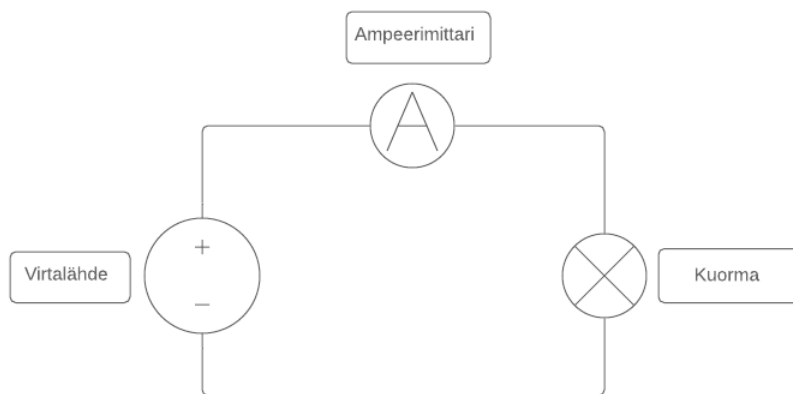 Ampeerimittari
A
+
Virtalähde
−
Kuorma